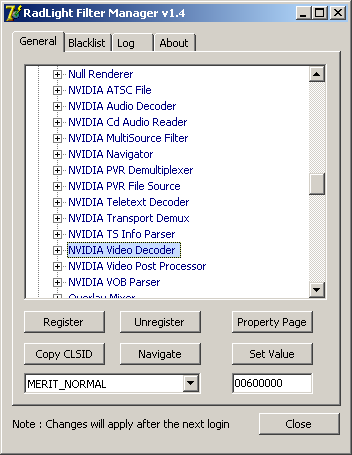 RadLight Filter Manager v1.4
General
Blacklist
Log
About
Null Renderer
NVIDIA ATSC File
NVIDIA Audio Decoder
NVIDIA Cd Audio Reader
NVIDIA MultiSource Filter
NVIDIA Navigator
NVIDIA PVR Demultiplexer
NVIDIA PVR File Source
NVIDIA Teletext Decoder
NVIDIA Transport Demux
NVIDIA TS Info Parser
NVIDIA Video Decoder
NVIDIA Video Post Processor
NVIDIA VOB Parser
Overlay Mixer
Register
Unregister
Property Page
Copy CLSID
Navigate
Set Value
MERIT_NORMAL
00600000
Note : Changes will apply after the next login
Close